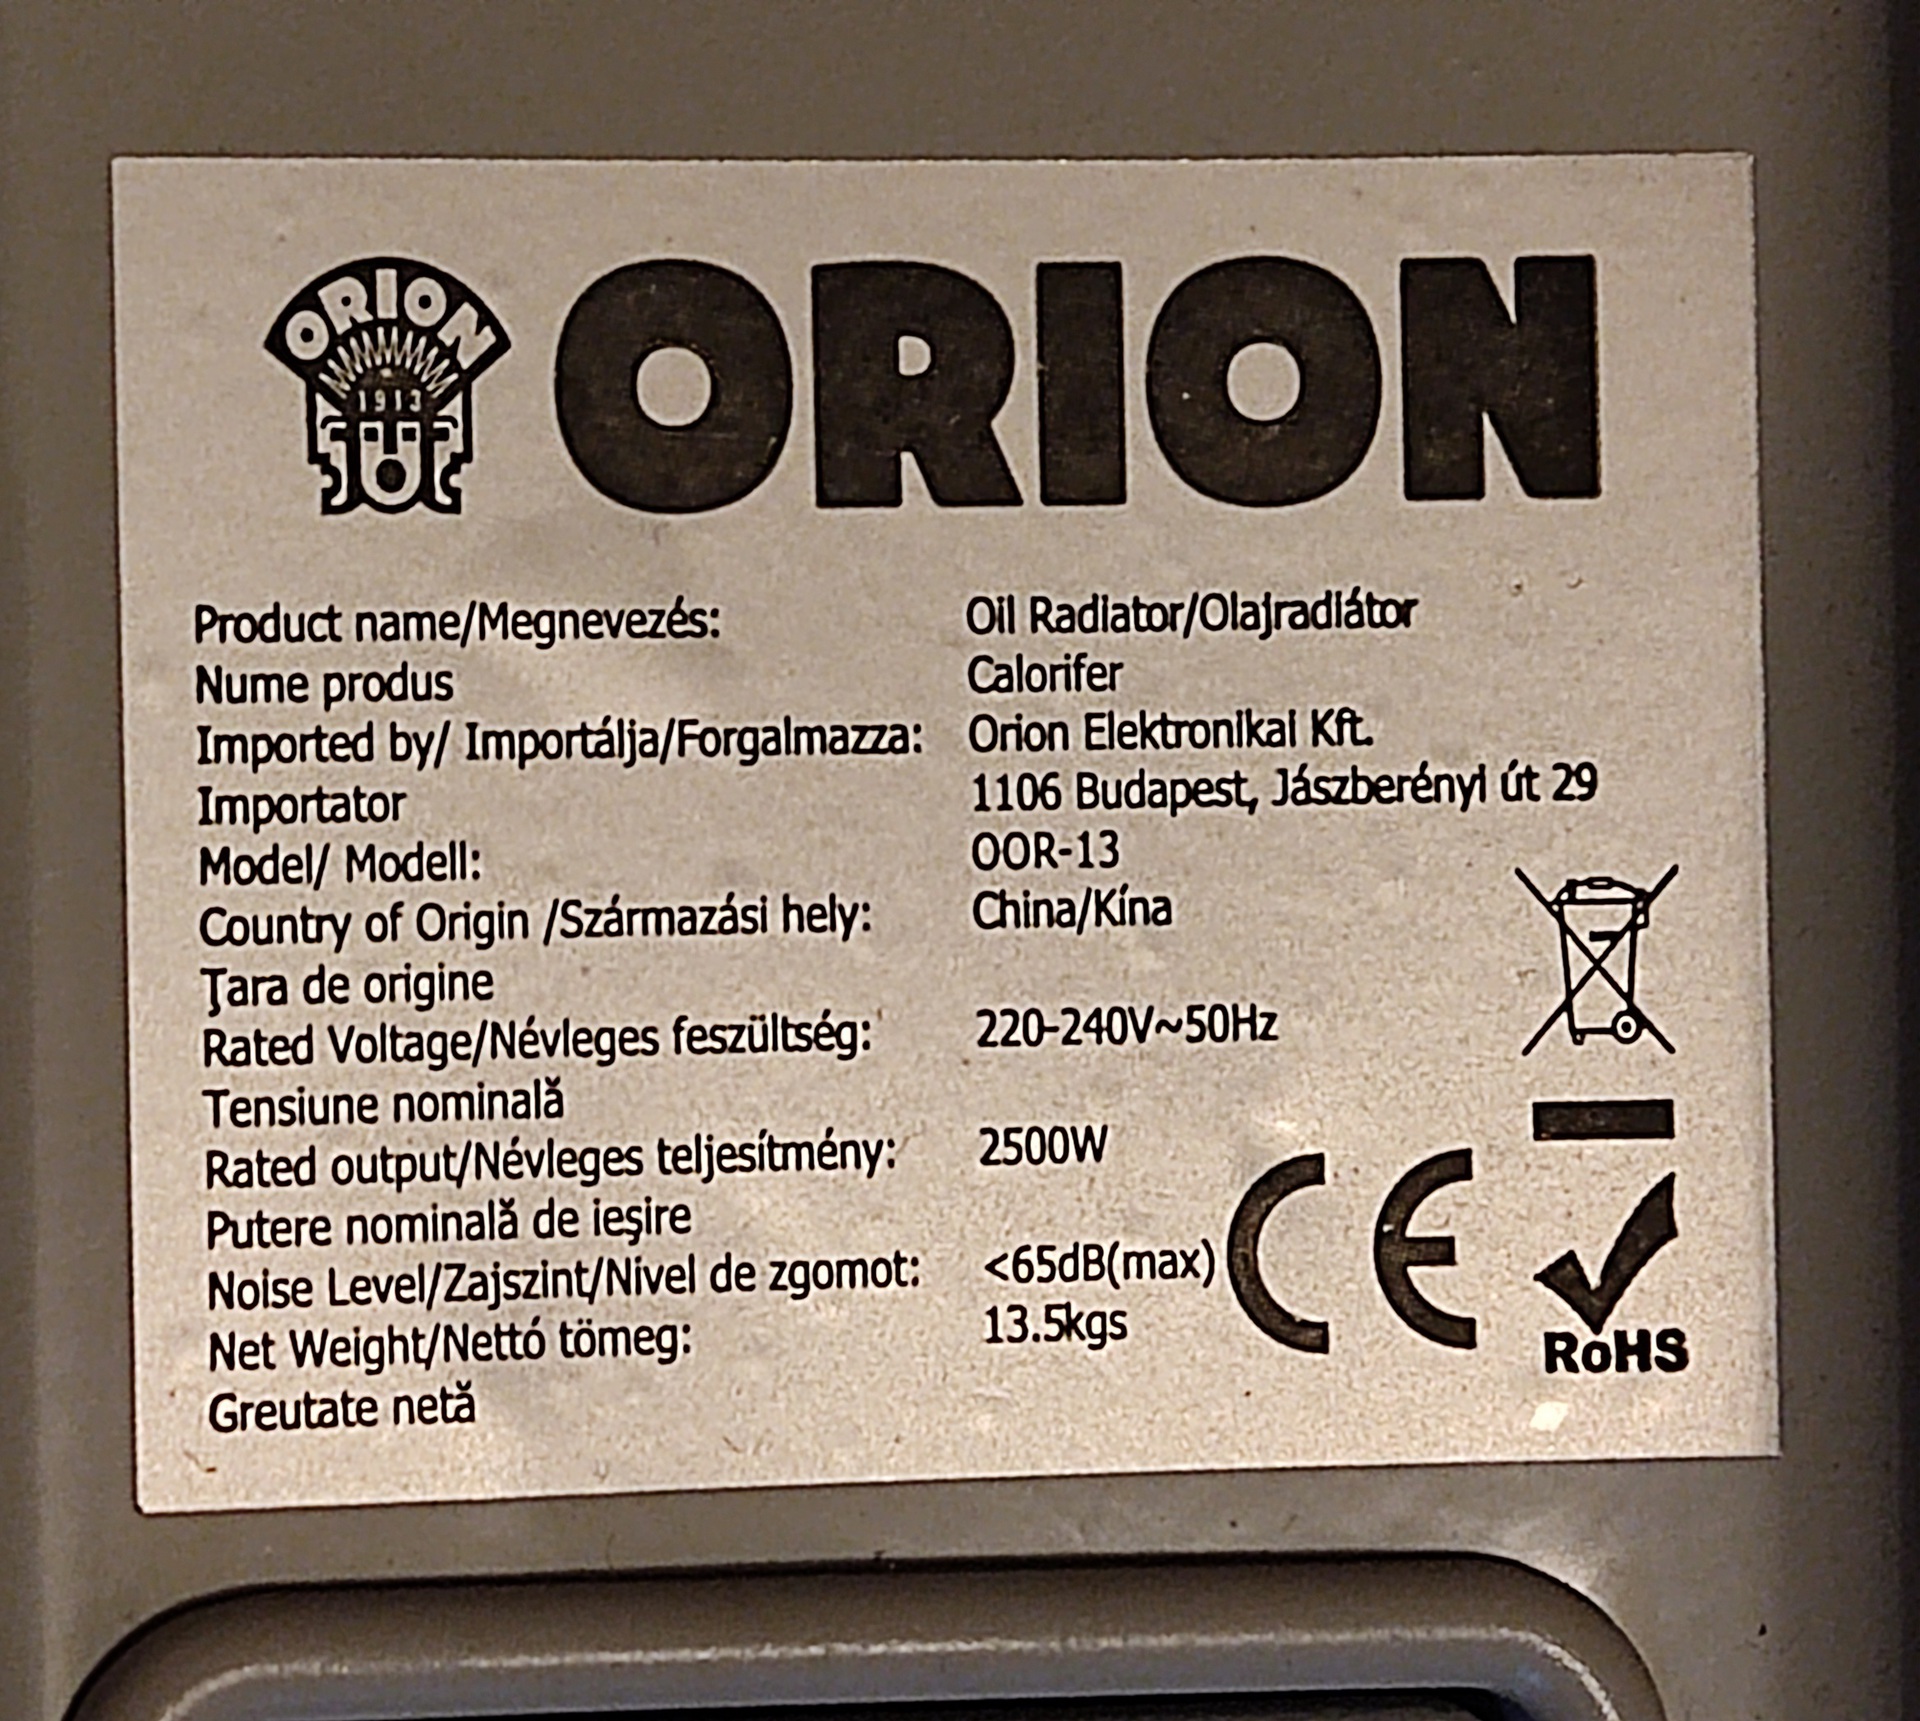 ORION
1913
ORION
Product name/Megnevezés: Oil Radiator/Olajradiátor
Nume produs Calorifer
Imported by/ Importálja/Forgalmazza: Orion Elektronikai Kft.
Importator 1106 Budapest, Jászberényi út 29
Model/ Modell: OOR-13
Country of Origin /Származási hely: China/Kína
Ţara de origine
Rated Voltage/Névleges feszültség: 220-240V~50Hz
Tensiune nominală
Rated output/Névleges teljesítmény: 2500W
Putere nominală de ieşire
Noise Level/Zajszint/Nivel de zgomot: <65dB(max)
Net Weight/Nettó tömeg: 13.5kgs
Greutate netă
CE
RoHS